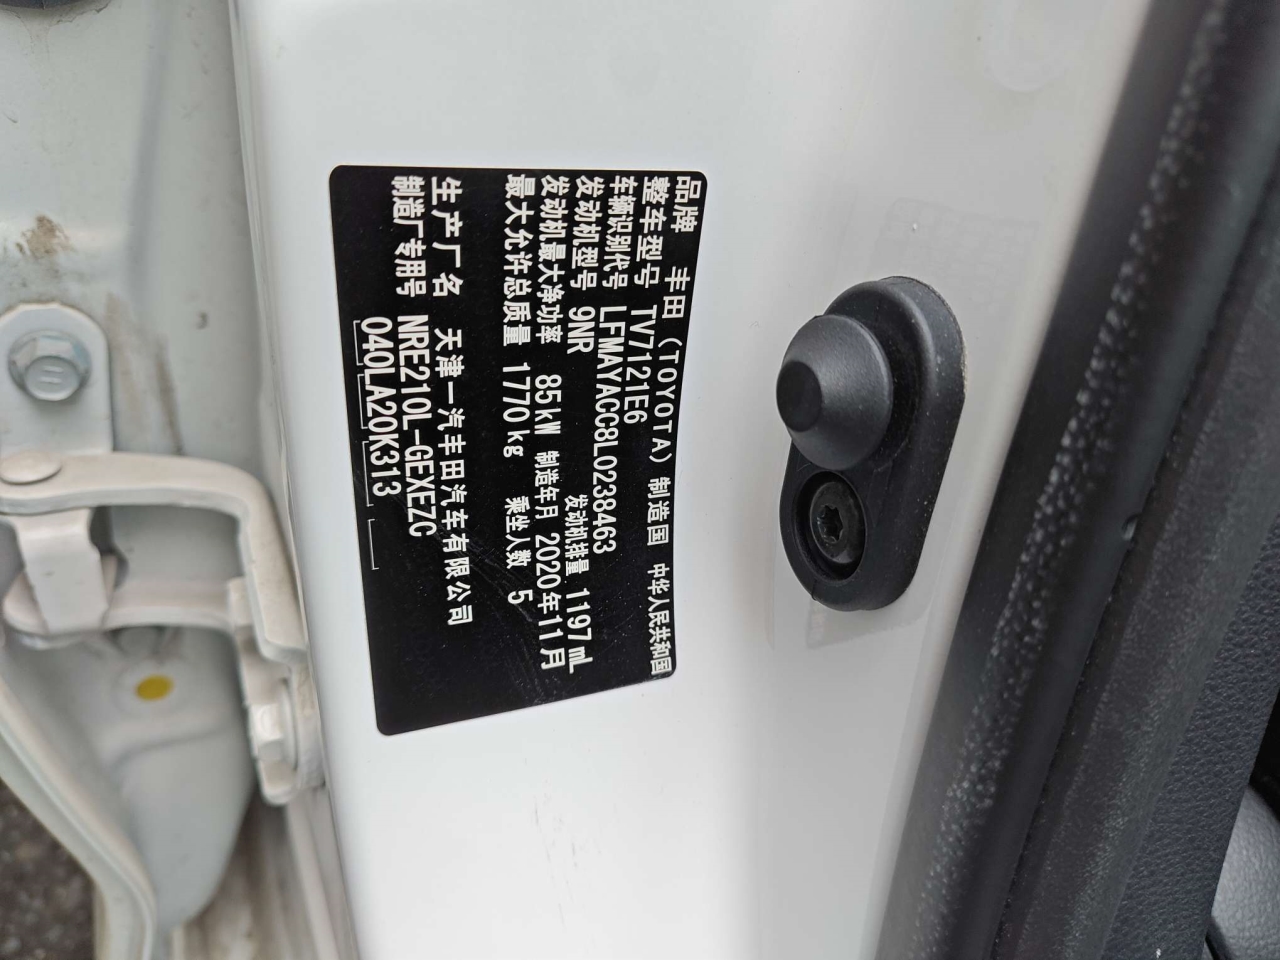 品牌 丰田（TOYOTA）制造国 中华人民共和国
整车型号 TV7121E6
车辆识别代号 LFMAYACC8L0238463
发动机型号 9NR 发动机排量 1197 mL
发动机最大净功率 85kW 制造年月 2020年11月
最大允许总质量 1770kg 乘坐人数 5
生产厂名 天津一汽丰田汽车有限公司
制造厂专用号 NRE210L-GEXEZC
040LA20K313